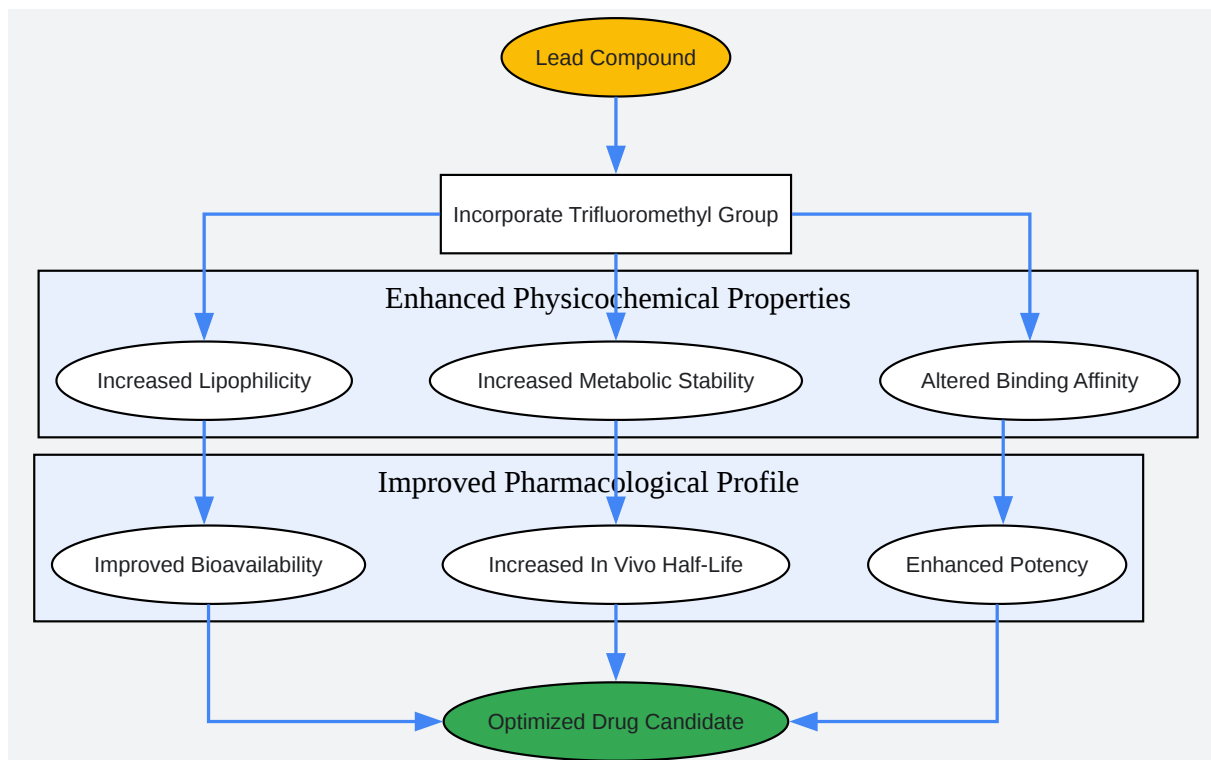 Lead Compound
Incorporate Trifluoromethyl Group
Enhanced Physicochemical Properties
Increased Lipophilicity
Increased Metabolic Stability
Altered Binding Affinity
Improved Pharmacological Profile
Improved Bioavailability
Increased In Vivo Half-Life
Enhanced Potency
Optimized Drug Candidate